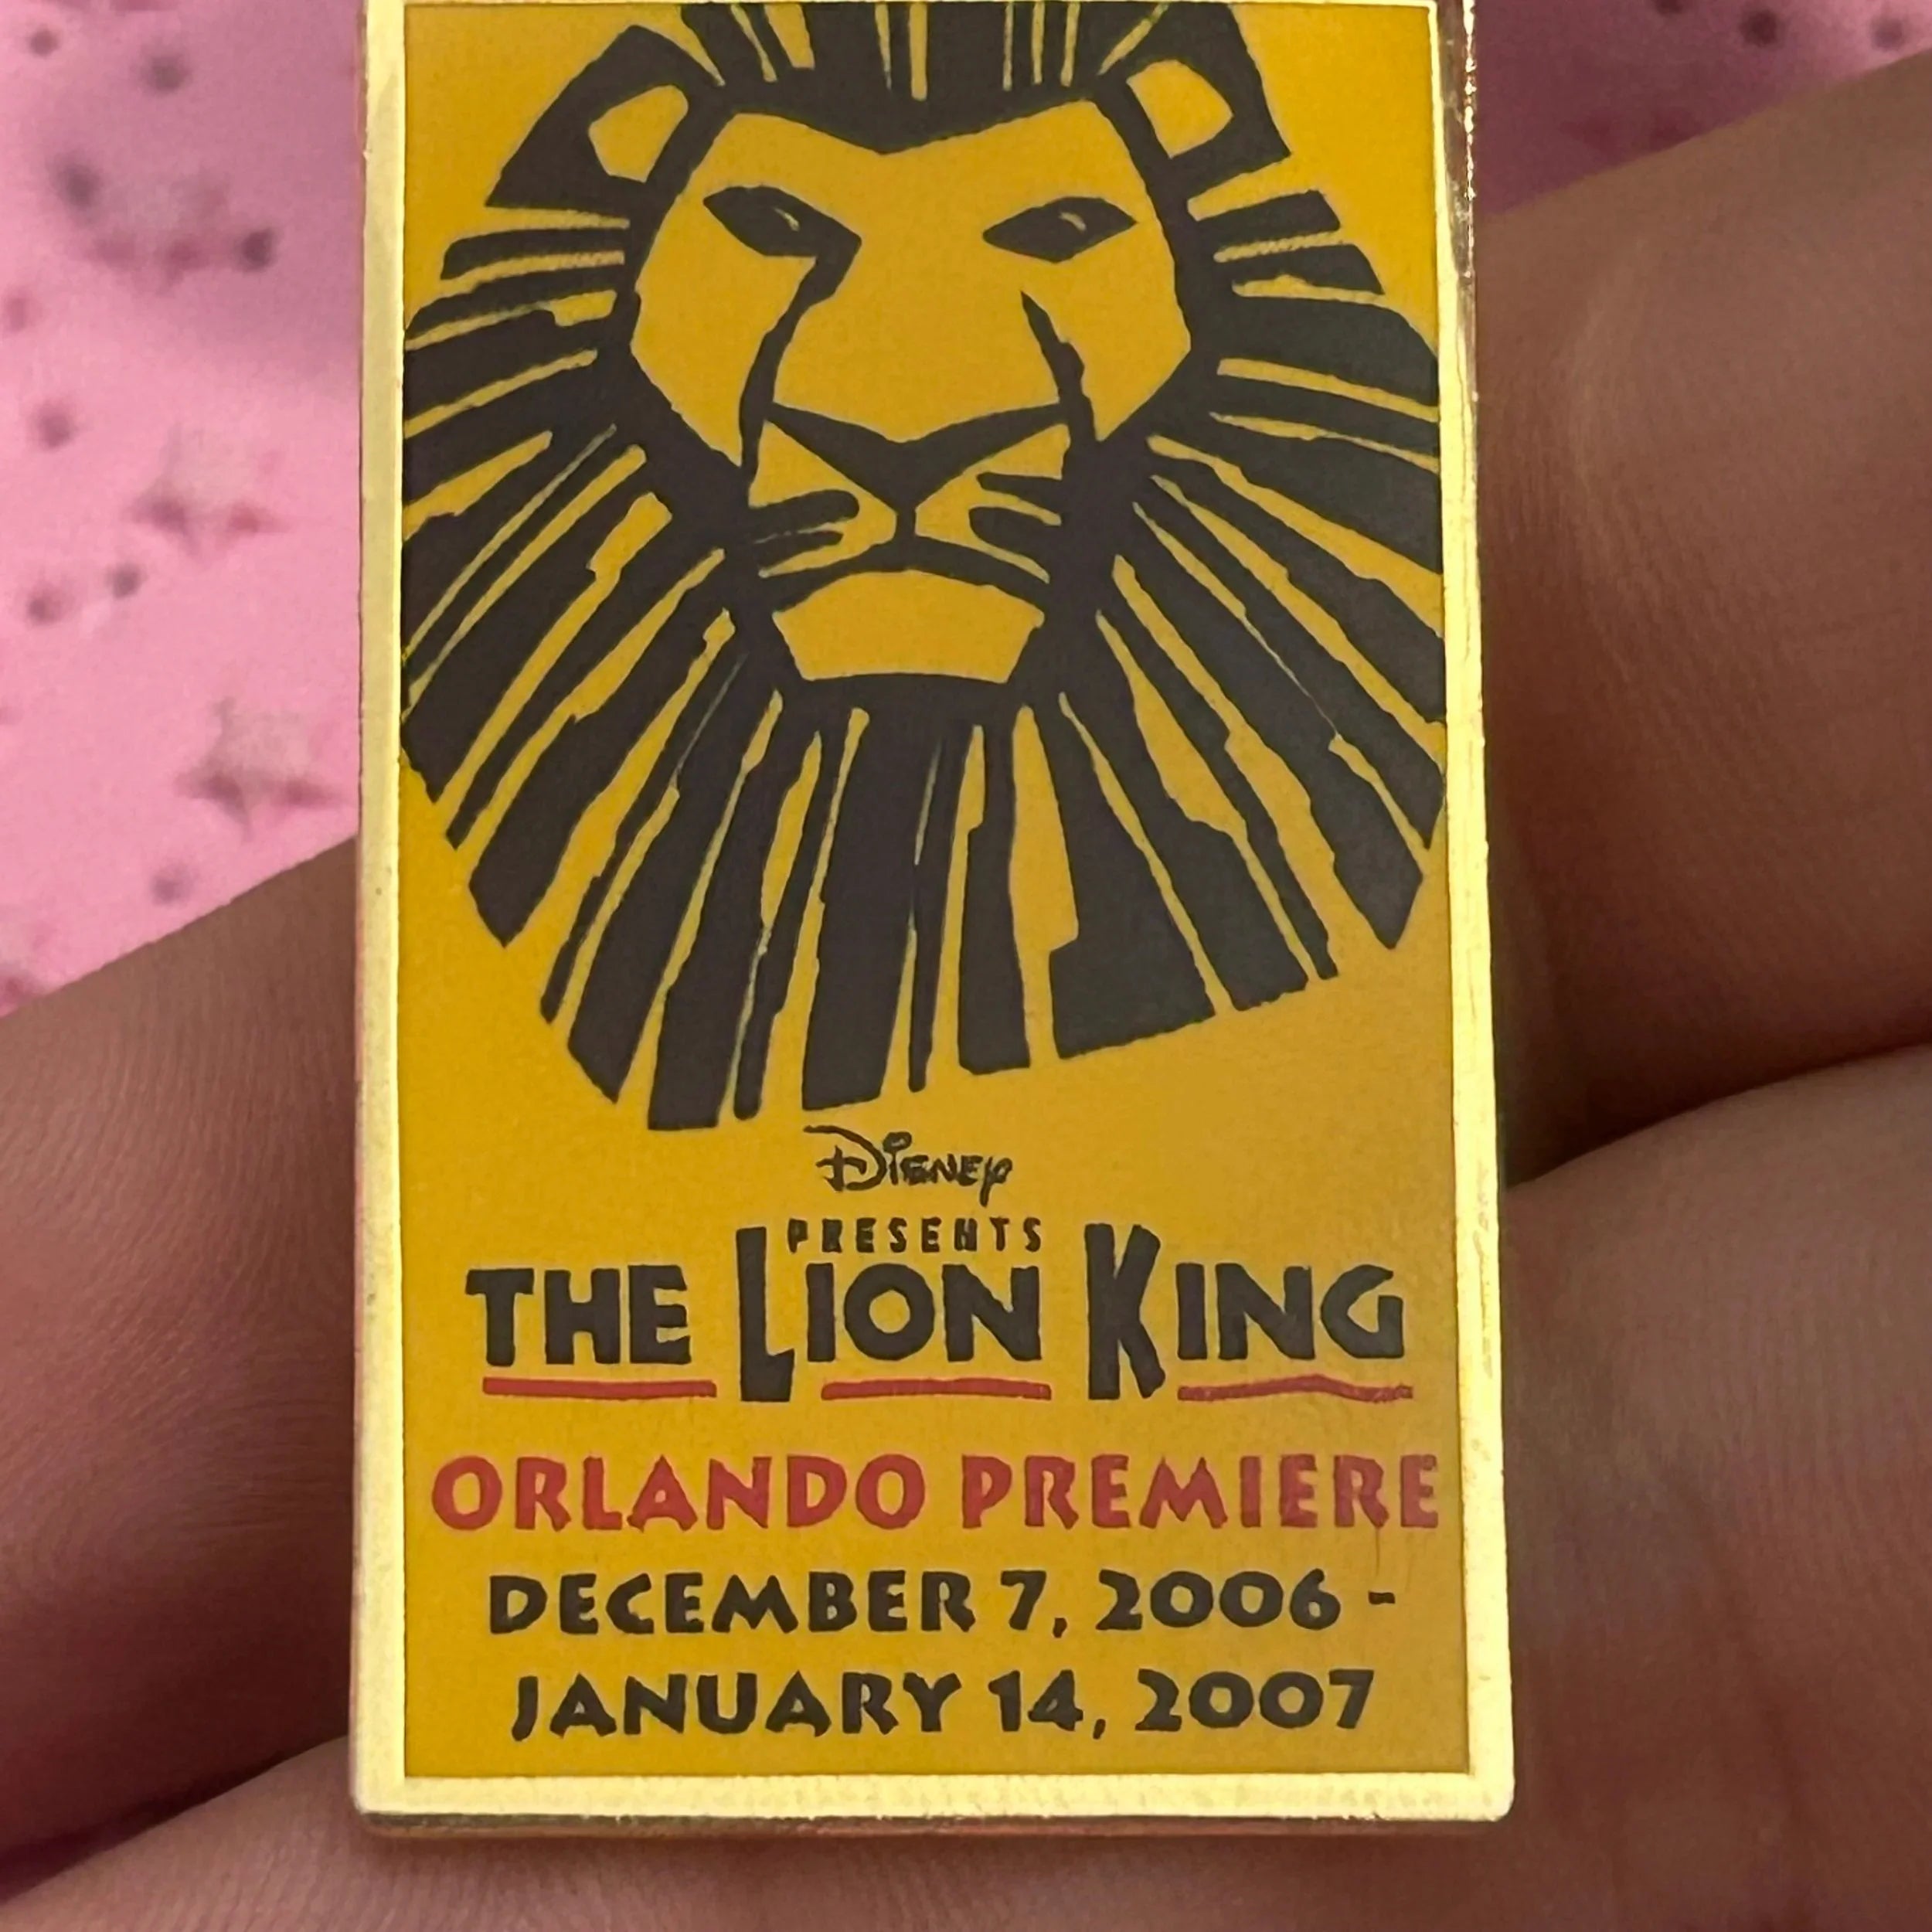 Disney
PRESENTS
THE LION KING
ORLANDO PREMIERE
DECEMBER 7, 2006 -
JANUARY 14, 2007